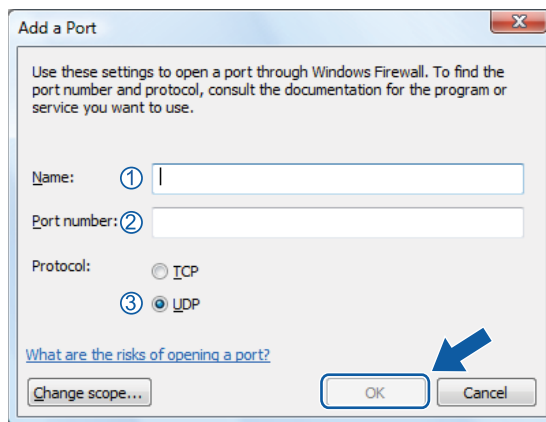 Add a Port
Use these settings to open a port through Windows Firewall. To find the
port number and protocol, consult the documentation for the program or
service you want to use.
Name: ①
Port number: ②
Protocol: TCP
③ UDP
What are the risks of opening a port?
Change scope... OK Cancel